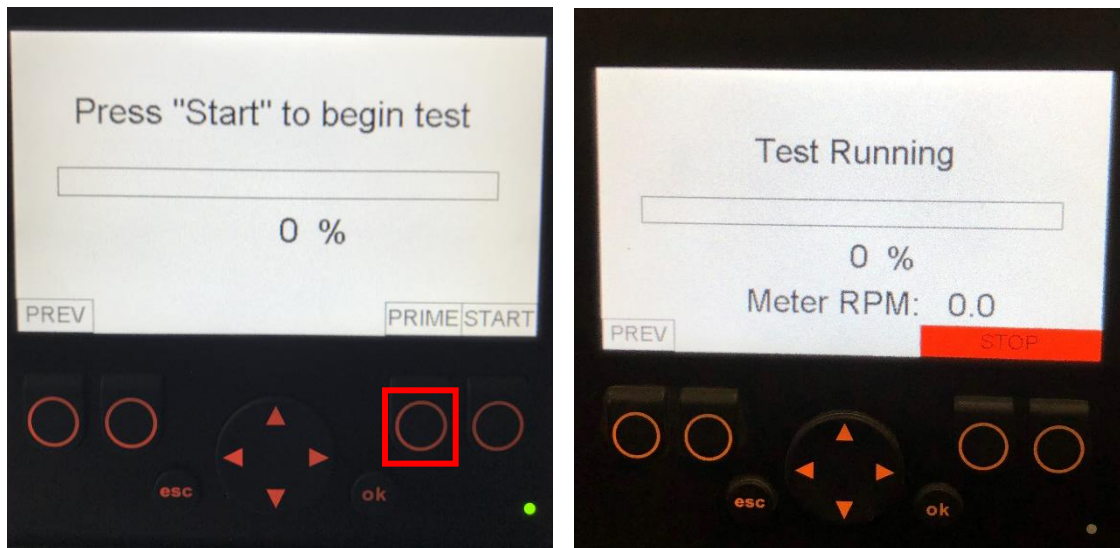 Press "Start" to begin test
0 %
PREV
PRIME
START
esc
ok
Test Running
0 %
Meter RPM: 0.0
PREV
STOP
esc
ok